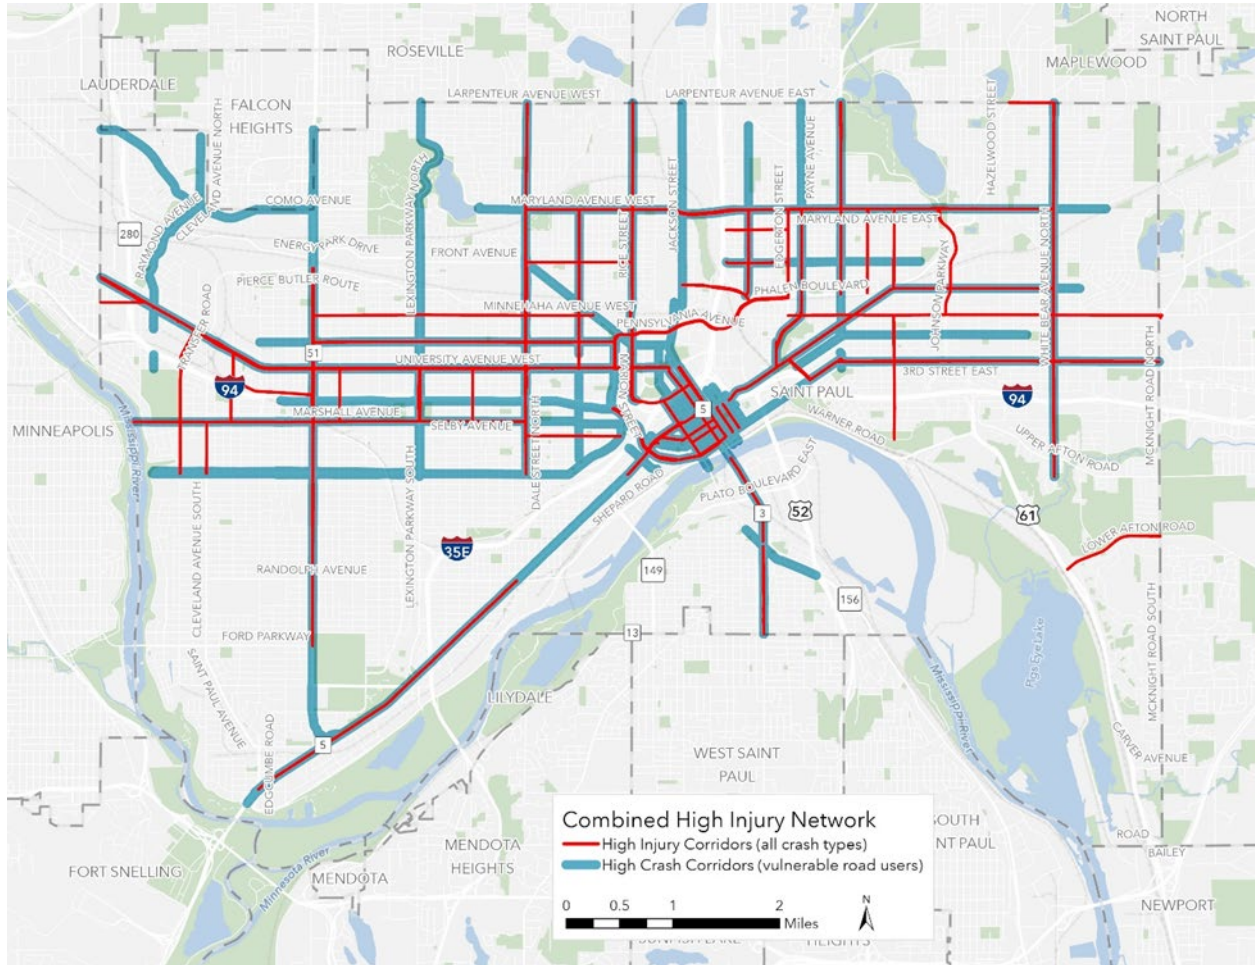 NORTH
SAINT PAUL
ROSEVILLE
MAPLEWOOD
LAUDERDALE
LARPENTEUR AVENUE WEST
LARPENTEUR AVENUE EAST
FALCON
HEIGHTS
CLEVELAND AVENUE NORTH
HAZELWOOD STREET
PAYNE AVENUE
JACKSON STREET
EDGERTON STREET
LEXINGTON PARKWAY NORTH
COMO AVENUE
MARYLAND AVENUE WEST
MARYLAND AVENUE EAST
RAYMOND AVENUE
280
ENERGY PARK DRIVE
FRONT AVENUE
RICE STREET
JOHNSON PARKWAY
WHITE BEAR AVENUE NORTH
PIERCE BUTLER ROUTE
PHALEN BOULEVARD
MINNEHAHA AVENUE WEST
PENNSYLVANIA AVENUE
TRANSFER ROAD
51
UNIVERSITY AVENUE WEST
MARION STREET
3RD STREET EAST
MCKNIGHT ROAD NORTH
94
SAINT PAUL
94
MARSHALL AVENUE
SELBY AVENUE
5
DALE STREET NORTH
WARNER ROAD
UPPER AFTON ROAD
MINNEAPOLIS
Mississippi River
CLEVELAND AVENUE SOUTH
LEXINGTON PARKWAY SOUTH
SHEPARD ROAD
PLATO BOULEVARD EAST
3
52
61
LOWER AFTON ROAD
35E
RANDOLPH AVENUE
149
156
FORD PARKWAY
13
SAINT PAUL AVENUE
Pigs Eye Lake
MCKNIGHT ROAD SOUTH
LILYDALE
Mississippi River
EDGCUMBE ROAD
5
WEST SAINT
PAUL
CARVER AVENUE
Combined High Injury Network
High Injury Corridors (all crash types)
High Crash Corridors (vulnerable road users)
0 0.5 1 2
Miles
N
SOUTH
NT PAUL
ROAD
BAILEY
MENDOTA
HEIGHTS
FORT SNELLING
Minnesota River
MENDOTA
NEWPORT
HEIGHTS